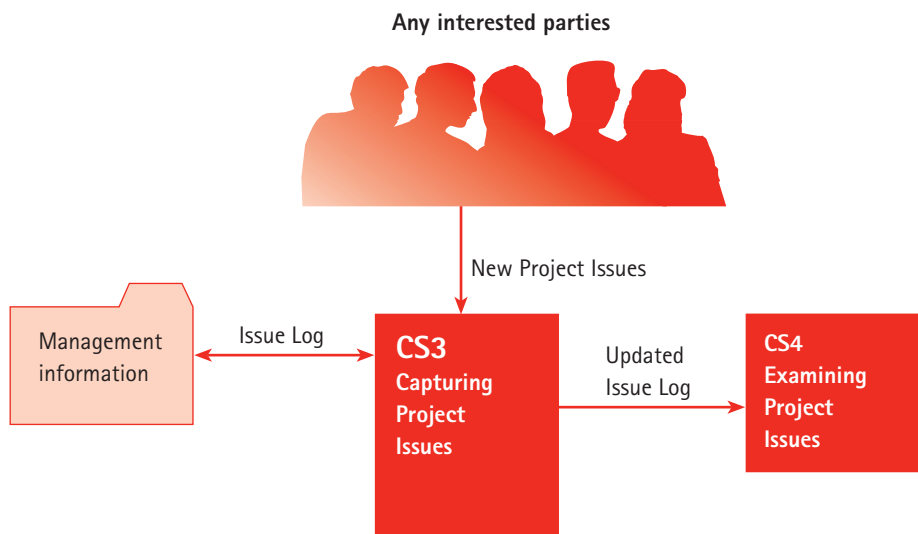 Any interested parties
New Project Issues
Management
information
Issue Log
CS3
Capturing
Project
Issues
Updated
Issue Log
CS4
Examining
Project
Issues